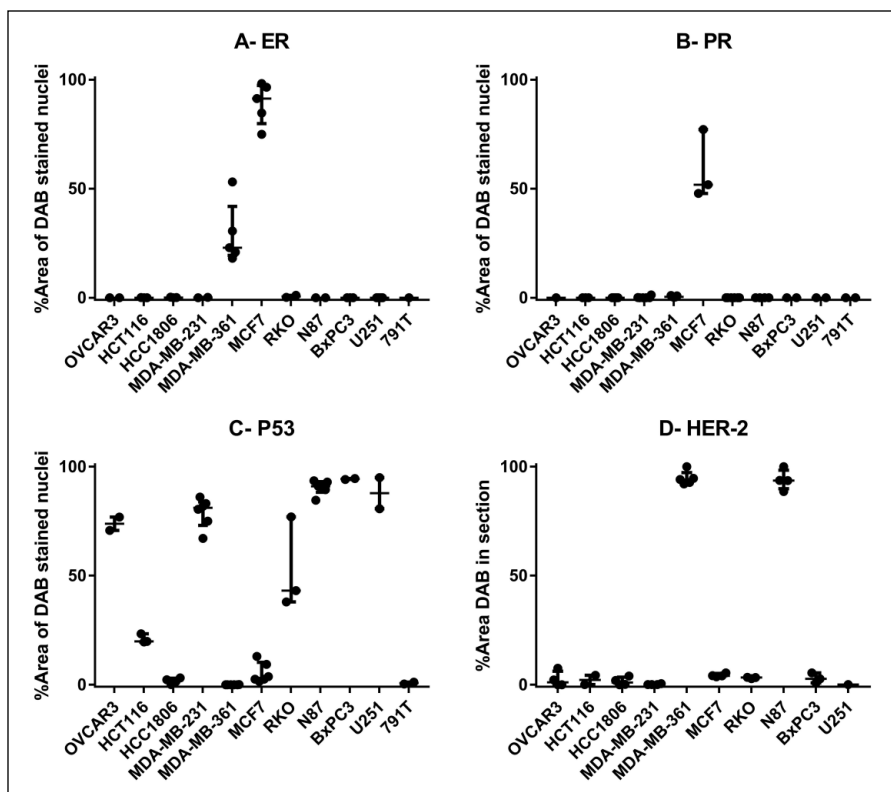 A- ER
%Area of DAB stained nuclei
100
50
0
OVCAR3
HCT116
HCC1806
MDA-MB-231
MDA-MB-361
MCF7
RKO
N87
BxPC3
U251
791T
B- PR
%Area of DAB stained nuclei
100
50
0
OVCAR3
HCT116
HCC1806
MDA-MB-231
MDA-MB-361
MCF7
RKO
N87
BxPC3
U251
791T
C- P53
%Area of DAB stained nuclei
100
50
0
OVCAR3
HCT116
HCC1806
MDA-MB-231
MDA-MB-361
MCF7
RKO
N87
BxPC3
U251
791T
D- HER-2
%Area DAB in section
100
50
0
OVCAR3
HCT116
HCC1806
MDA-MB-231
MDA-MB-361
MCF7
RKO
N87
BxPC3
U251